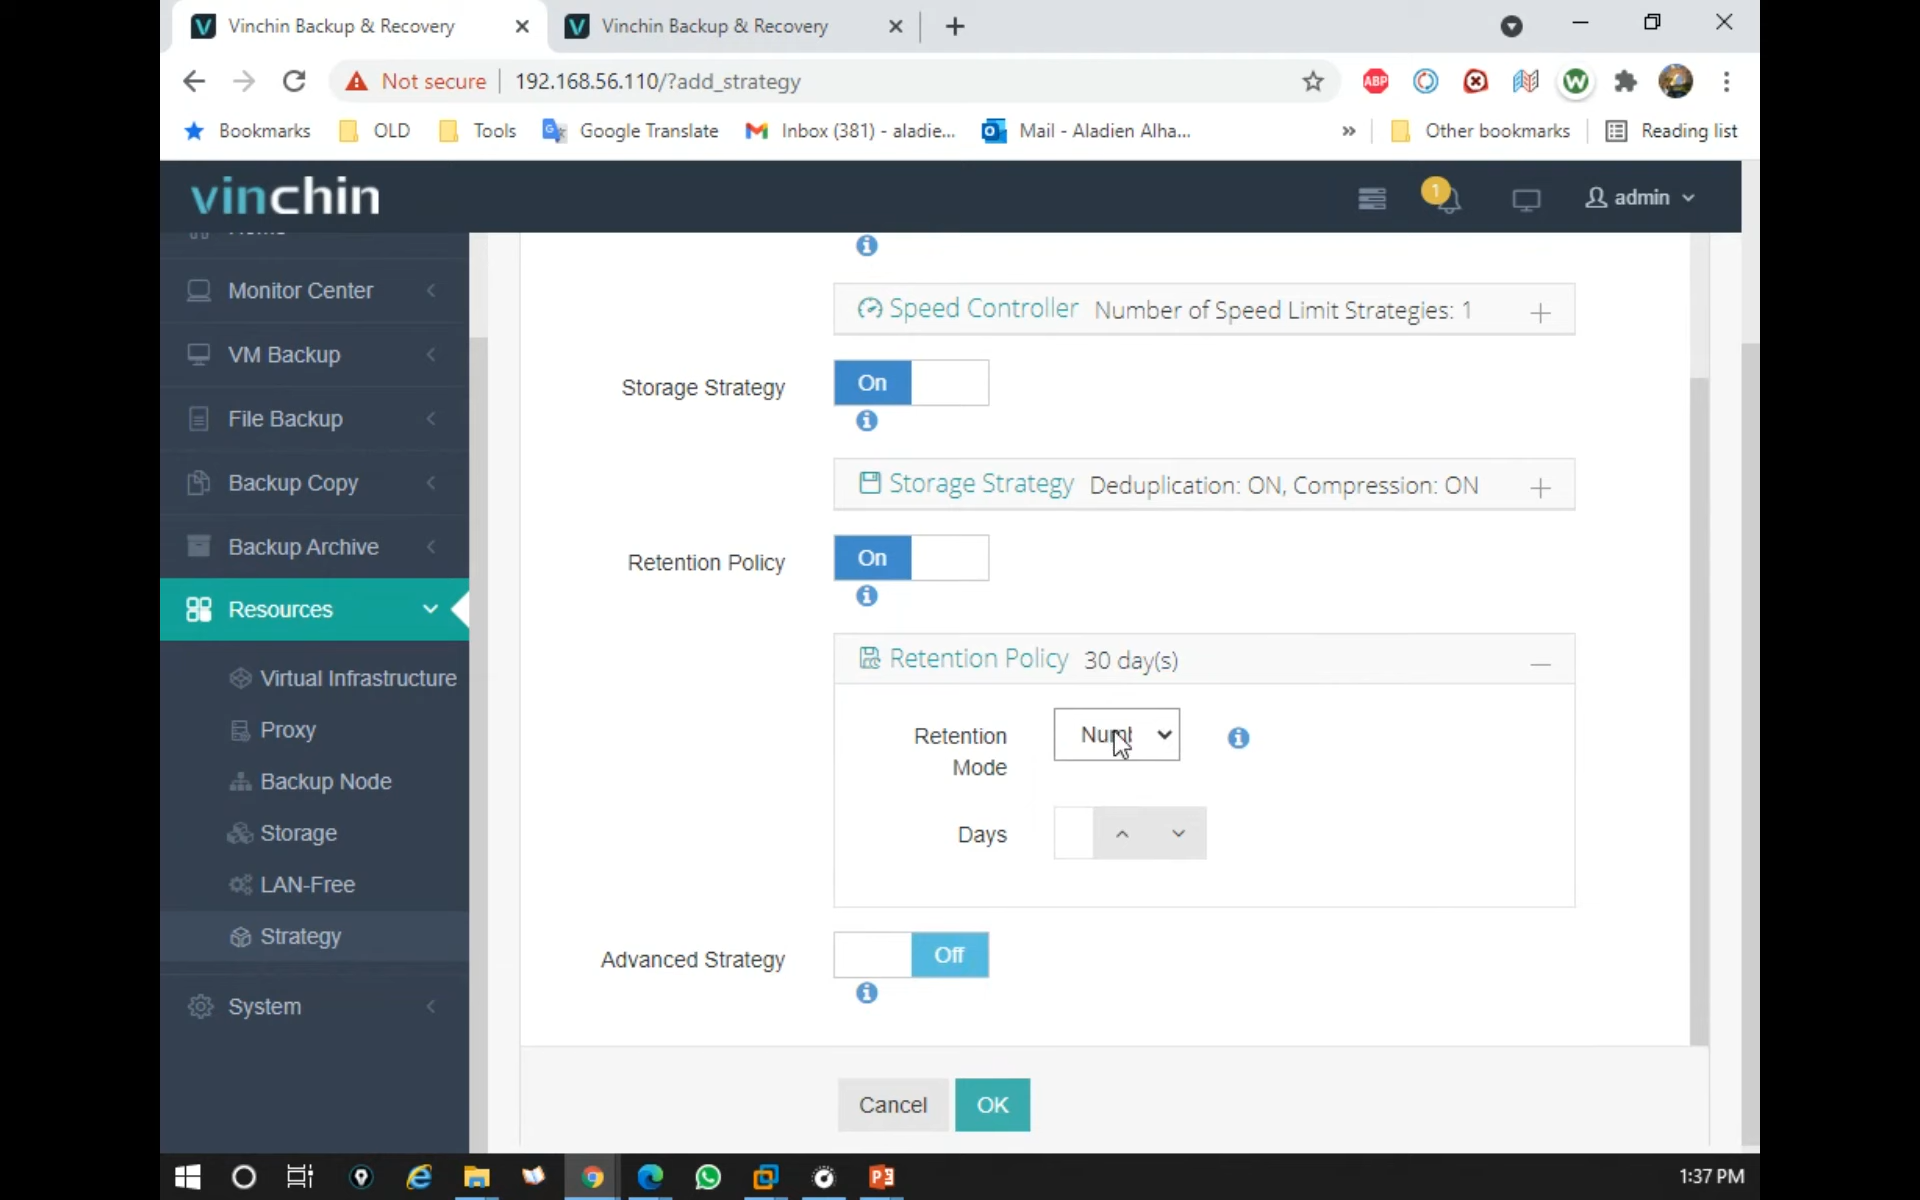 Vinchin Backup & Recovery
Vinchin Backup & Recovery
Not secure 192.168.56.110/?add_strategy
ABP
W
Bookmarks OLD Tools Google Translate Inbox (381) - aladie... Mail - Aladien Alha... » Other bookmarks Reading list
vinchin
1
admin
Monitor Center
VM Backup
File Backup
Backup Copy
Backup Archive
Resources
Virtual Infrastructure
Proxy
Backup Node
Storage
LAN-Free
Strategy
System
Speed Controller Number of Speed Limit Strategies: 1
Storage Strategy On
Storage Strategy Deduplication: ON, Compression: ON
Retention Policy On
Retention Policy 30 day(s)
Retention Mode
Days
Advanced Strategy Off
Cancel OK
1:37 PM